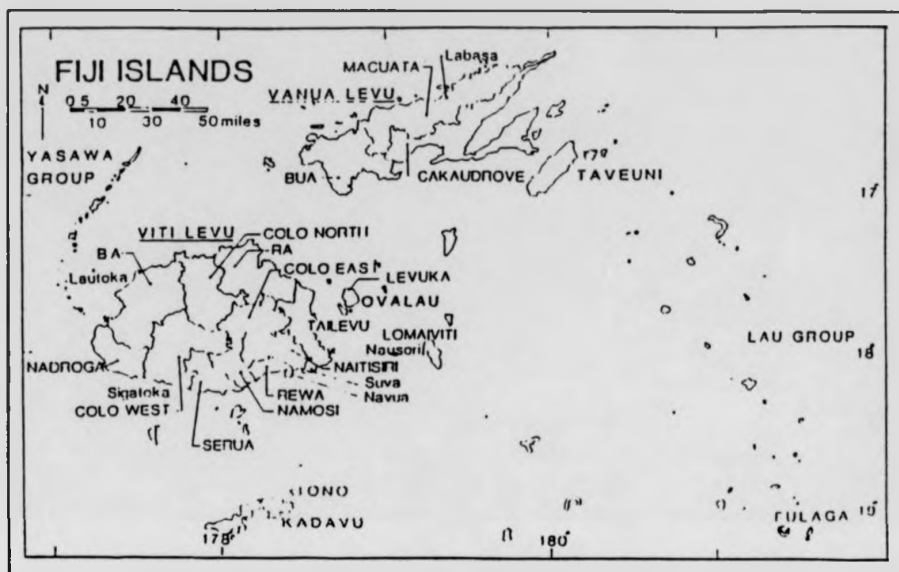 FIJI ISLANDS
N
0 5 20 40
10 30 50 miles
YASAWA
GROUP
MACUATA
Labasa
VANUA LEVU
BUA
CAKAUDROVE
TAVEUNI
17°
VITI LEVU
COLO NORTH
BA
RA
Lautoka
COLO EAST
LEVUKA
OVALAU
TAILEVU
LOMAIVITI
Nausori
LAU GROUP
18°
NADROGA
NAITISIRI
Sigatoka
Suva
REWA
Navua
COLO WEST
NAMOSI
SERUA
KADAVU
178°
180°
19°